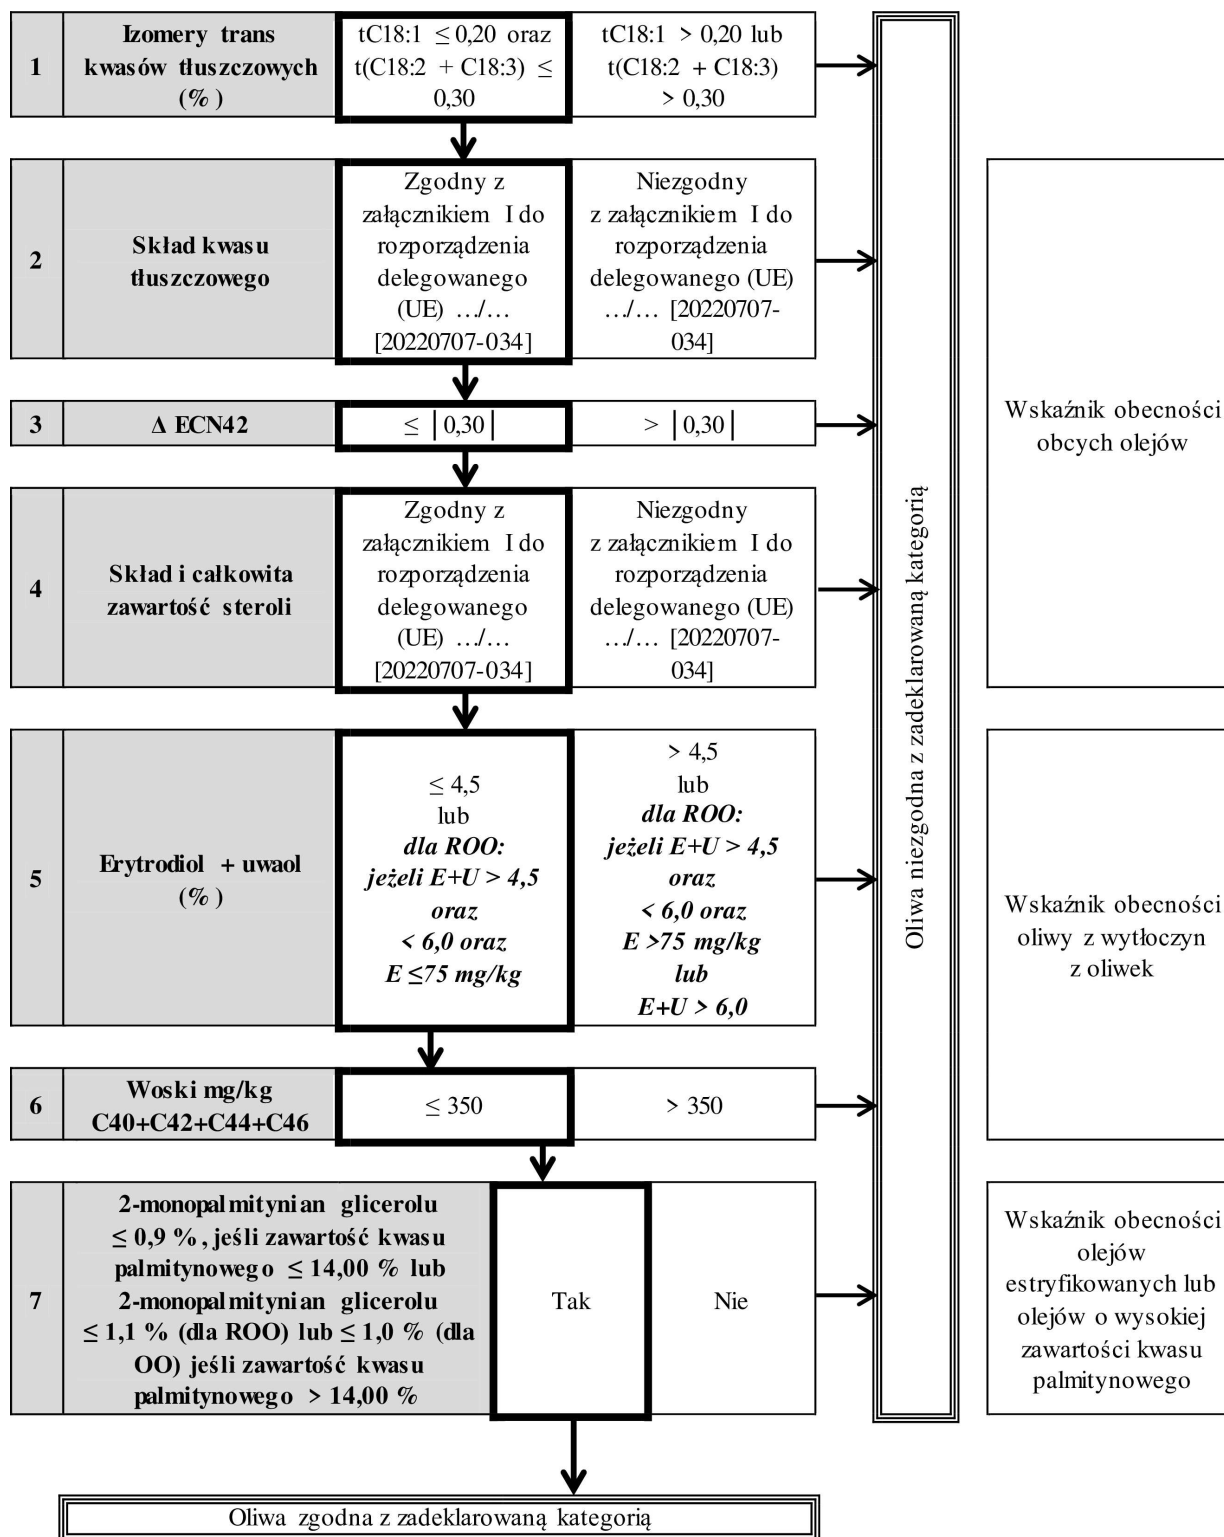 1
Izomery trans
kwasów tłuszczowych
(%)
tC18:1 ≤ 0,20 oraz
t(C18:2 + C18:3) ≤
0,30
tC18:1 > 0,20 lub
t(C18:2 + C18:3)
> 0,30
2
Skład kwasu
tłuszczowego
Zgodny z
załącznikiem I do
rozporządzenia
delegowanego
(UE) …/…
[20220707-034]
Niezgodny
z załącznikiem I do
rozporządzenia
delegowanego (UE)
…/… [20220707-
034]
3
Δ ECN42
≤ |0,30|
> |0,30|
4
Skład i całkowita
zawartość steroli
Zgodny z
załącznikiem I do
rozporządzenia
delegowanego
(UE) …/…
[20220707-034]
Niezgodny
z załącznikiem I do
rozporządzenia
delegowanego (UE)
…/… [20220707-
034]
5
Erytrodiol + uwaol
(%)
≤ 4,5
lub
dla ROO:
jeżeli E+U > 4,5
oraz
< 6,0 oraz
E ≤75 mg/kg
> 4,5
lub
dla ROO:
jeżeli E+U > 4,5
oraz
< 6,0 oraz
E >75 mg/kg
lub
E+U > 6,0
6
Woski mg/kg
C40+C42+C44+C46
≤ 350
> 350
7
2-monopalmitynian glicerolu
≤ 0,9 %, jeśli zawartość kwasu
palmitynowego ≤ 14,00 % lub
2-monopalmitynian glicerolu
≤ 1,1 % (dla ROO) lub ≤ 1,0 % (dla
OO) jeśli zawartość kwasu
palmitynowego > 14,00 %
Tak
Nie
Oliwa niezgodna z zadeklarowaną kategorią
Wskaźnik obecności
obcych olejów
Wskaźnik obecności
oliwy z wytłoczyn
z oliwek
Wskaźnik obecności
olejów
estryfikowanych lub
olejów o wysokiej
zawartości kwasu
palmitynowego
Oliwa zgodna z zadeklarowaną kategorią